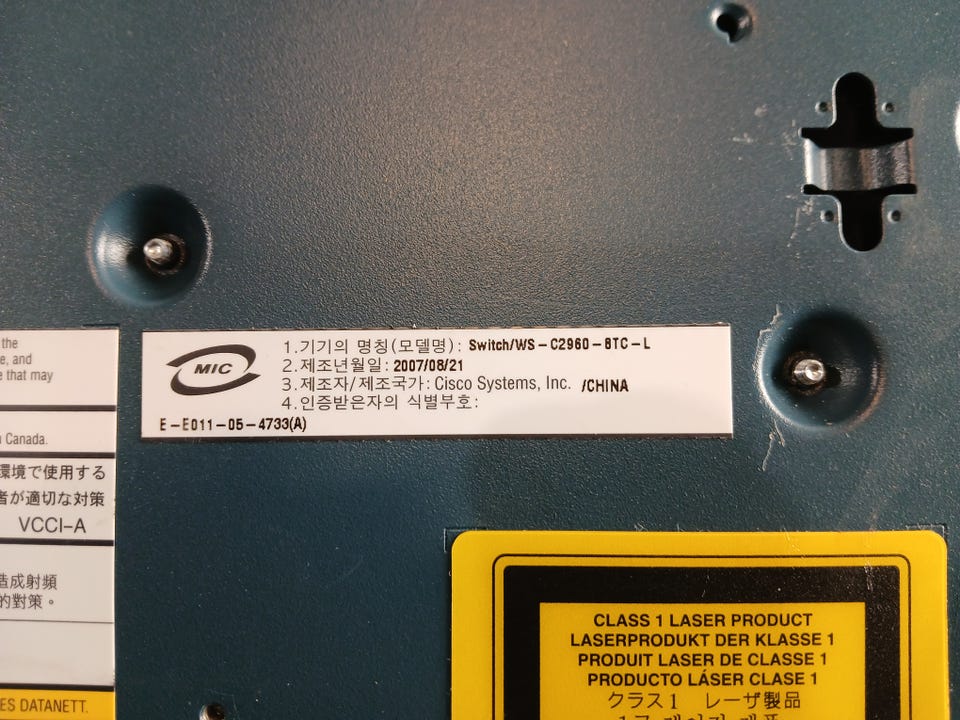 the
e, and
e that may
Canada.
環境で使用する
者が適切な対策
VCCI-A
造成射頻
的對策。
ES DATANETT.
MIC
1.기기의 명칭(모델명): Switch/WS-C2960-8TC-L
2.제조년월일: 2007/08/21
3.제조자/제조국가: Cisco Systems, Inc. /CHINA
4.인증받은자의 식별부호:
E-E011-05-4733(A)
CLASS 1 LASER PRODUCT
LASERPRODUKT DER KLASSE 1
PRODUIT LASER DE CLASSE 1
PRODUCTO LÁSER CLASE 1
クラス1 レーザ製品